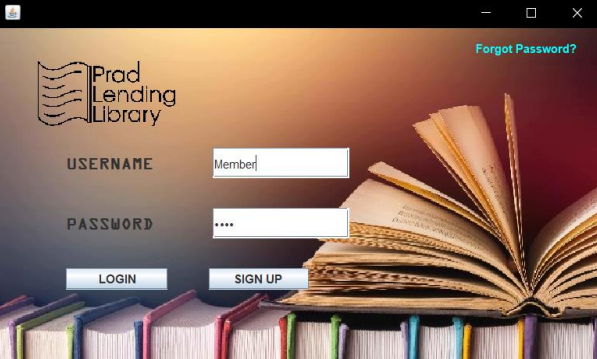 Forgot Password?
Prad
Lending
Library
USERNAME
Member
PASSWORD
••••
LOGIN
SIGN UP